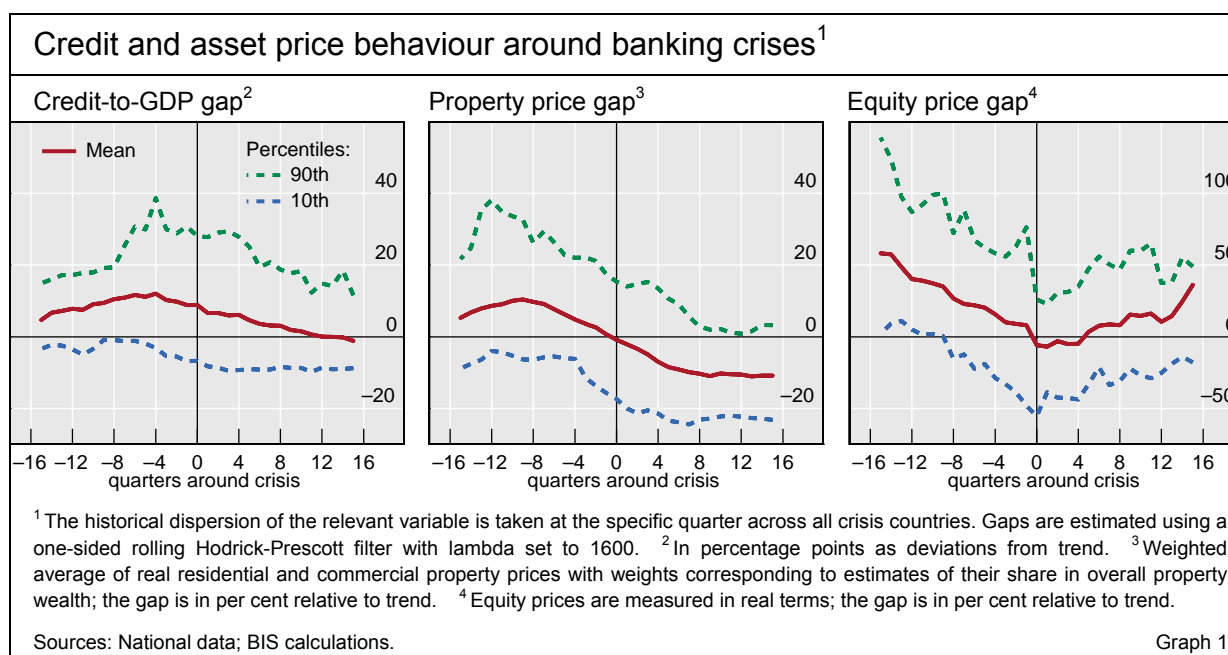 Credit and asset price behaviour around banking crises1
Credit-to-GDP gap2
Mean
Percentiles:
90th
10th
40
20
0
–20
–16 –12 –8 –4 0 4 8 12 16
quarters around crisis
Property price gap3
40
20
0
–20
–16 –12 –8 –4 0 4 8 12 16
quarters around crisis
Equity price gap4
100
50
0
–50
–16 –12 –8 –4 0 4 8 12 16
quarters around crisis
1 The historical dispersion of the relevant variable is taken at the specific quarter across all crisis countries. Gaps are estimated using a
one-sided rolling Hodrick-Prescott filter with lambda set to 1600. 2 In percentage points as deviations from trend. 3 Weighted
average of real residential and commercial property prices with weights corresponding to estimates of their share in overall property
wealth; the gap is in per cent relative to trend. 4 Equity prices are measured in real terms; the gap is in per cent relative to trend.
Sources: National data; BIS calculations.
Graph 1